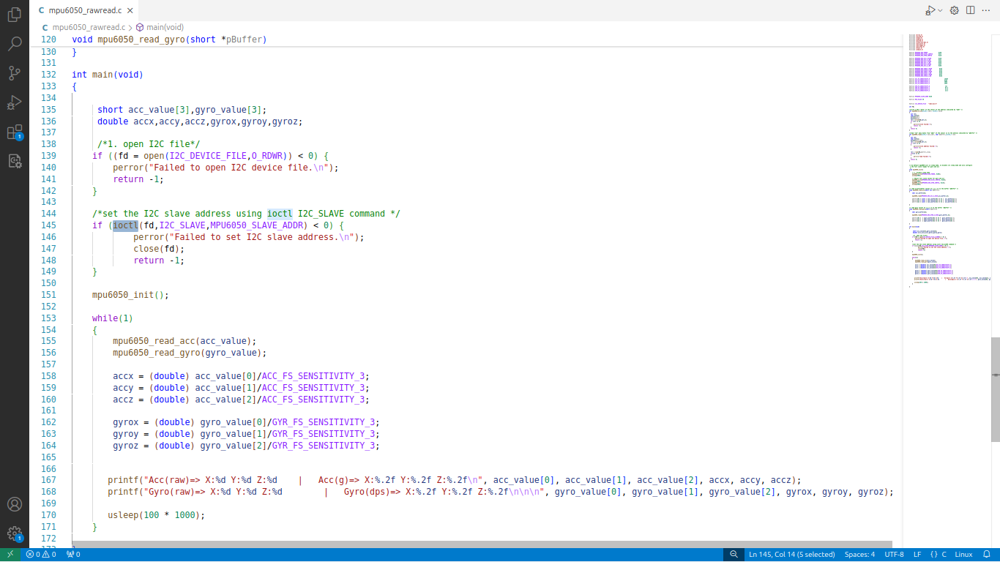 mpu6050_rawread.c
mpu6050_rawread.c > main(void)
120 void mpu6050_read_gyro(short *pBuffer)
130 }
131
132 int main(void)
133 {
134
135 short acc_value[3],gyro_value[3];
136 double accx,accy,accz,gyrox,gyroy,gyroz;
137
138 /*1. open I2C file*/
139 if ((fd = open(I2C_DEVICE_FILE,O_RDWR)) < 0) {
140 perror("Failed to open I2C device file.\n");
141 return -1;
142 }
143
144 /*set the I2C slave address using ioctl I2C_SLAVE command */
145 if (ioctl(fd,I2C_SLAVE,MPU6050_SLAVE_ADDR) < 0) {
146 perror("Failed to set I2C slave address.\n");
147 close(fd);
148 return -1;
149 }
150
151 mpu6050_init();
152
153 while(1)
154 {
155 mpu6050_read_acc(acc_value);
156 mpu6050_read_gyro(gyro_value);
157
158 accx = (double) acc_value[0]/ACC_FS_SENSITIVITY_3;
159 accy = (double) acc_value[1]/ACC_FS_SENSITIVITY_3;
160 accz = (double) acc_value[2]/ACC_FS_SENSITIVITY_3;
161
162 gyrox = (double) gyro_value[0]/GYR_FS_SENSITIVITY_3;
163 gyroy = (double) gyro_value[1]/GYR_FS_SENSITIVITY_3;
164 gyroz = (double) gyro_value[2]/GYR_FS_SENSITIVITY_3;
165
166
167 printf("Acc(raw)=> X:%d Y:%d Z:%d | Acc(g)=> X:%.2f Y:%.2f Z:%.2f\n", acc_value[0], acc_value[1], acc_value[2], accx, accy, accz);
168 printf("Gyro(raw)=> X:%d Y:%d Z:%d | Gyro(dps)=> X:%.2f Y:%.2f Z:%.2f\n\n\n", gyro_value[0], gyro_value[1], gyro_value[2], gyrox, gyroy, gyroz);
169
170 usleep(100 * 1000);
171 }
172
0 0 0 Ln 145, Col 14 (5 selected) Spaces: 4 UTF-8 LF {} C Linux